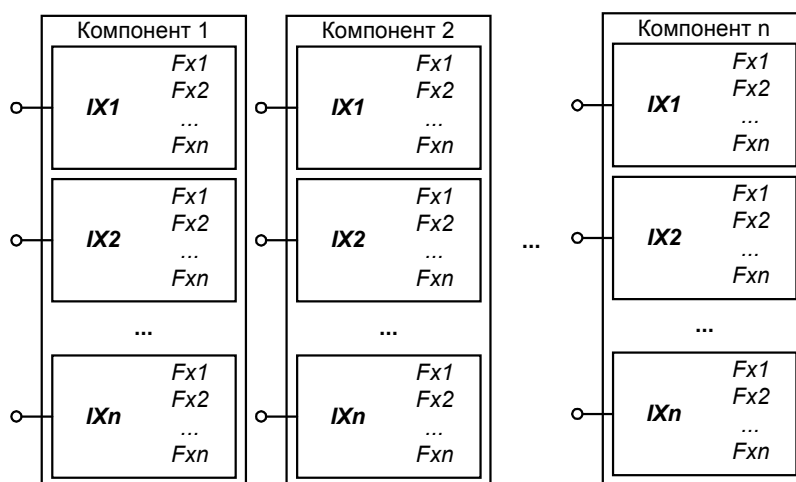 Компонент 1
Fx1
Fx2
IX1
...
Fxn
Fx1
Fx2
IX2
...
Fxn
...
Fx1
Fx2
IXn
...
Fxn
Компонент 2
Fx1
Fx2
IX1
...
Fxn
Fx1
Fx2
IX2
...
Fxn
...
Fx1
Fx2
IXn
...
Fxn
...
Компонент n
Fx1
Fx2
IX1
...
Fxn
Fx1
Fx2
IX2
...
Fxn
...
Fx1
Fx2
IXn
...
Fxn